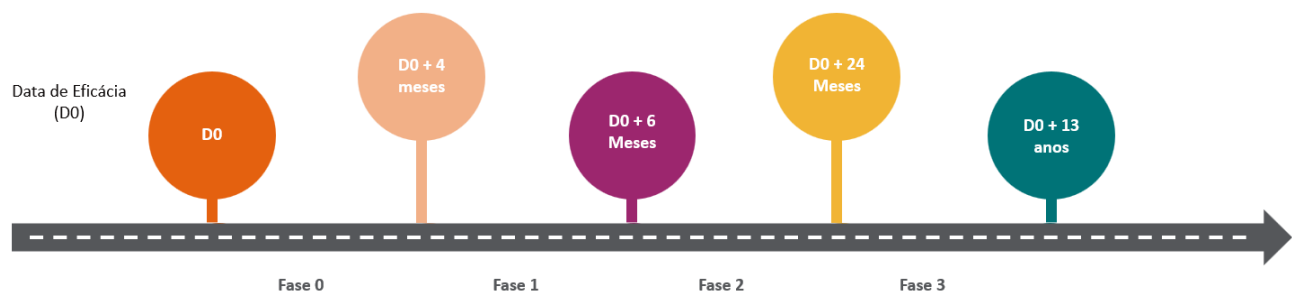 Data de Eficácia
(D0)
D0
D0 + 4
meses
D0 + 6
Meses
D0 + 24
Meses
D0 + 13
anos
Fase 0
Fase 1
Fase 2
Fase 3